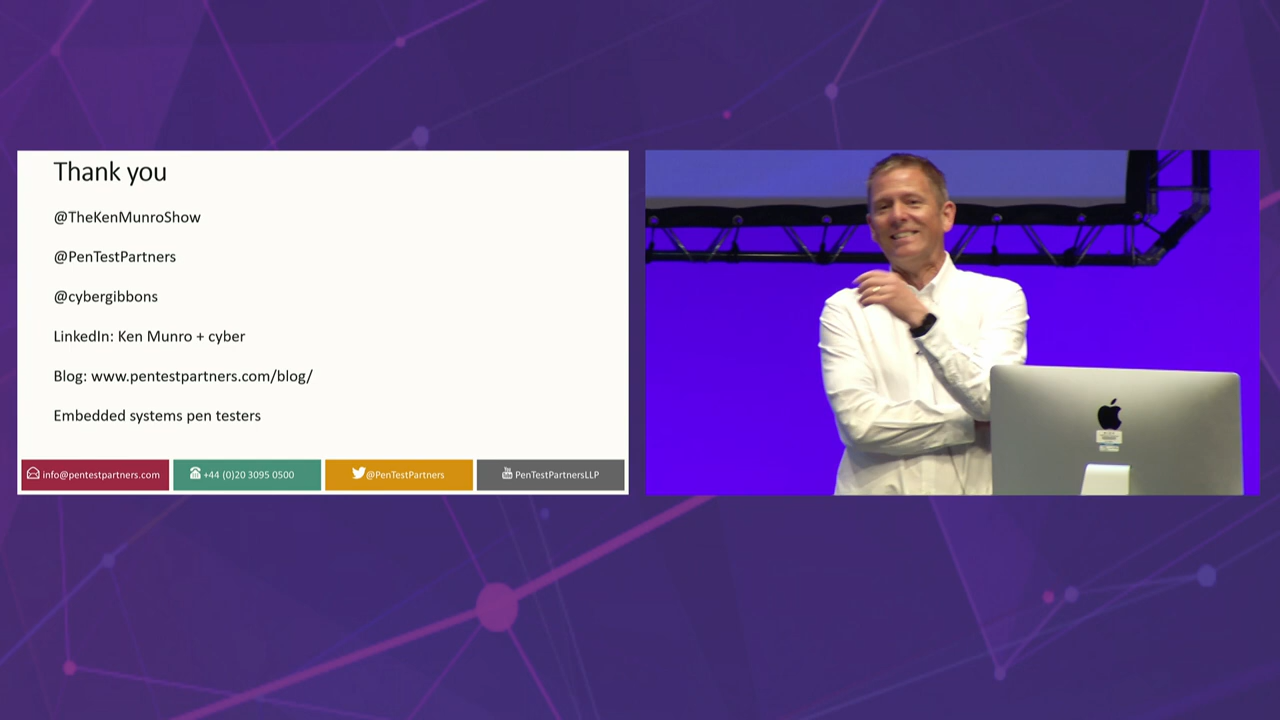 Thank you
@TheKenMunroShow
@PenTestPartners
@cybergibbons
LinkedIn: Ken Munro + cyber
Blog: www.pentestpartners.com/blog/
Embedded systems pen testers
info@pentestpartners.com
+44 (0)20 3095 0500
@PenTestPartners
PenTestPartnersLLP